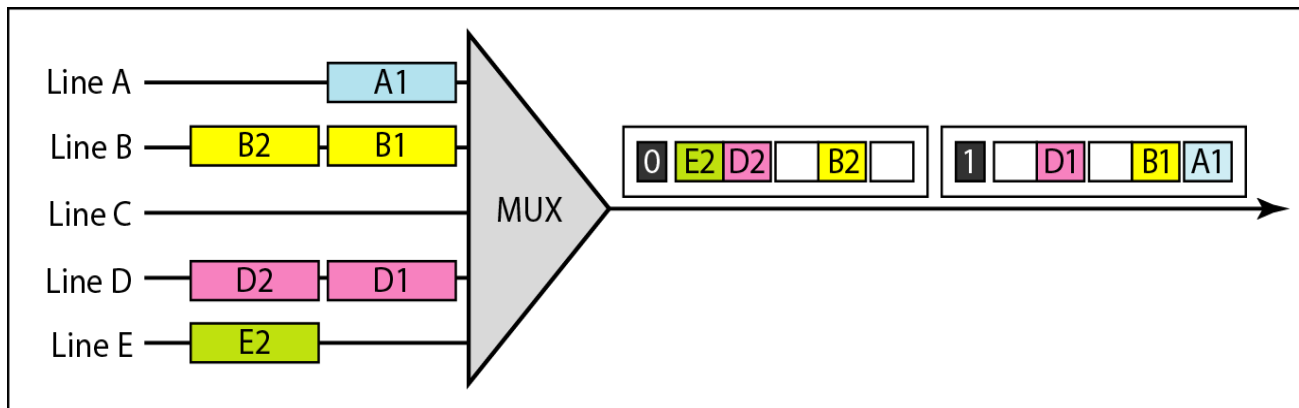 Line A A1
Line B B2 B1
Line C
Line D D2 D1
Line E E2
MUX
0 E2 D2 B2
1 D1 B1 A1